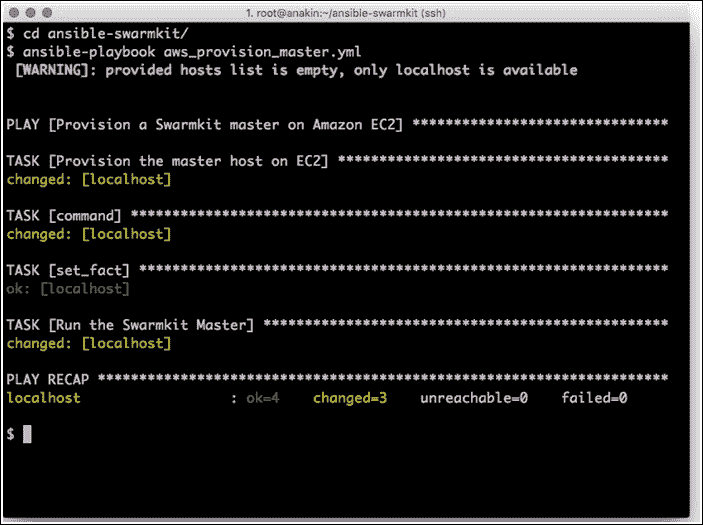 1. root@anakin:~/ansible-swarmkit (ssh)
$ cd ansible-swarmkit/
$ ansible-playbook aws_provision_master.yml
[WARNING]: provided hosts list is empty, only localhost is available
PLAY [Provision a Swarmkit master on Amazon EC2] *******************************
TASK [Provision the master host on EC2] ****************************************
changed: [localhost]
TASK [command] *****************************************************************
changed: [localhost]
TASK [set_fact] ****************************************************************
ok: [localhost]
TASK [Run the Swarmkit Master] *************************************************
changed: [localhost]
PLAY RECAP *********************************************************************
localhost                  : ok=4    changed=3    unreachable=0    failed=0
$